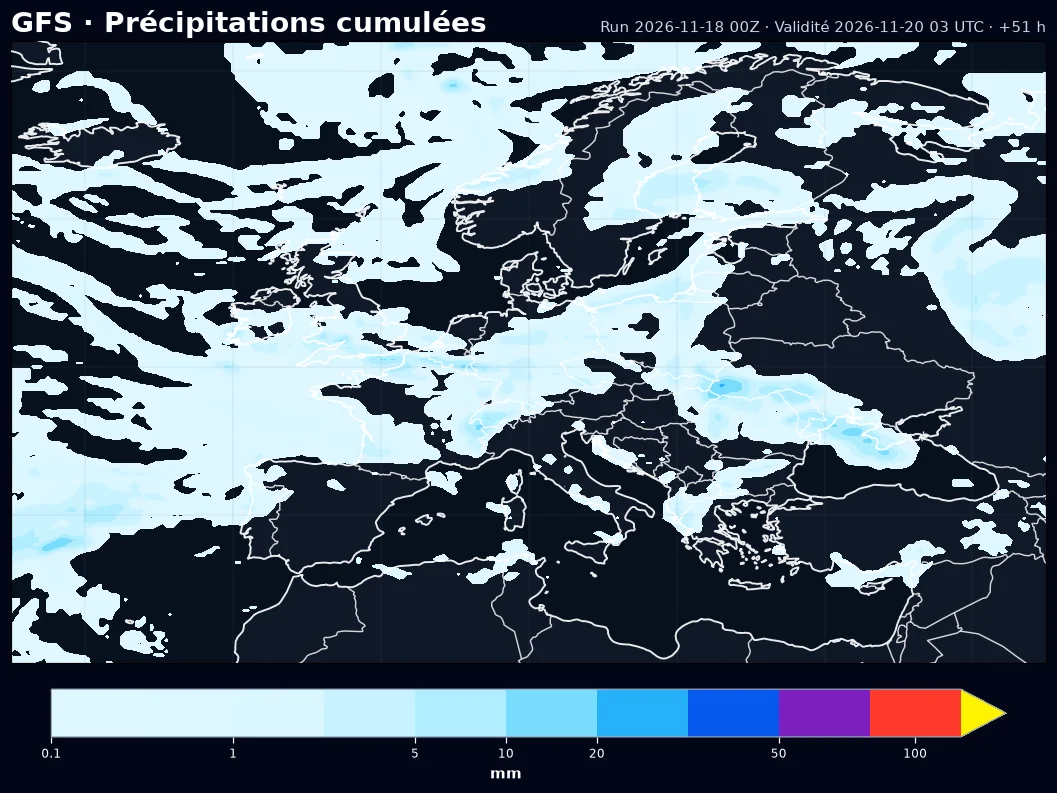 GFS · Précipitations cumulées
Run 2026-11-18 00Z · Validité 2026-11-20 03 UTC · +51 h
0.1 1 5 10 20 50 100
mm